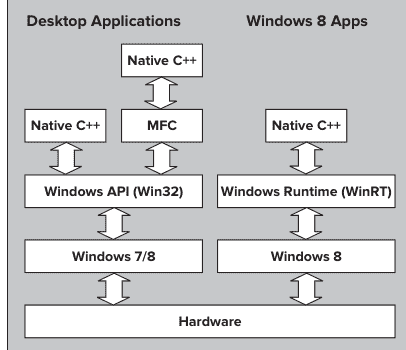 Desktop Applications
Windows 8 Apps
Native C++
Native C++
MFC
Native C++
Windows API (Win32)
Windows Runtime (WinRT)
Windows 7/8
Windows 8
Hardware